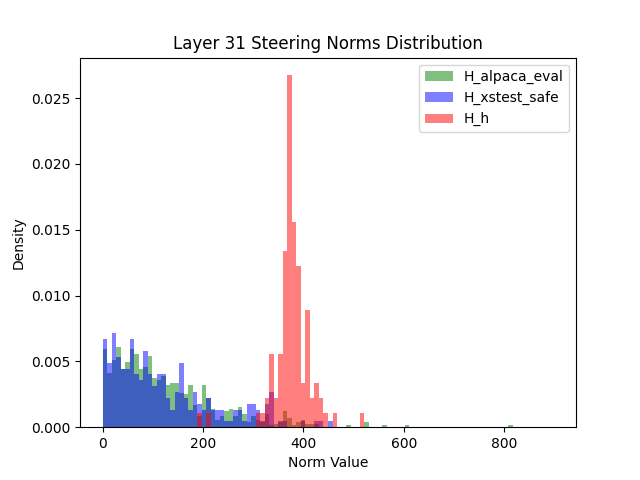 Layer 31 Steering Norms Distribution
H_alpaca_eval
H_xstest_safe
H_h
Density
0.025
0.020
0.015
0.010
0.005
0.000
0 200 400 600 800
Norm Value